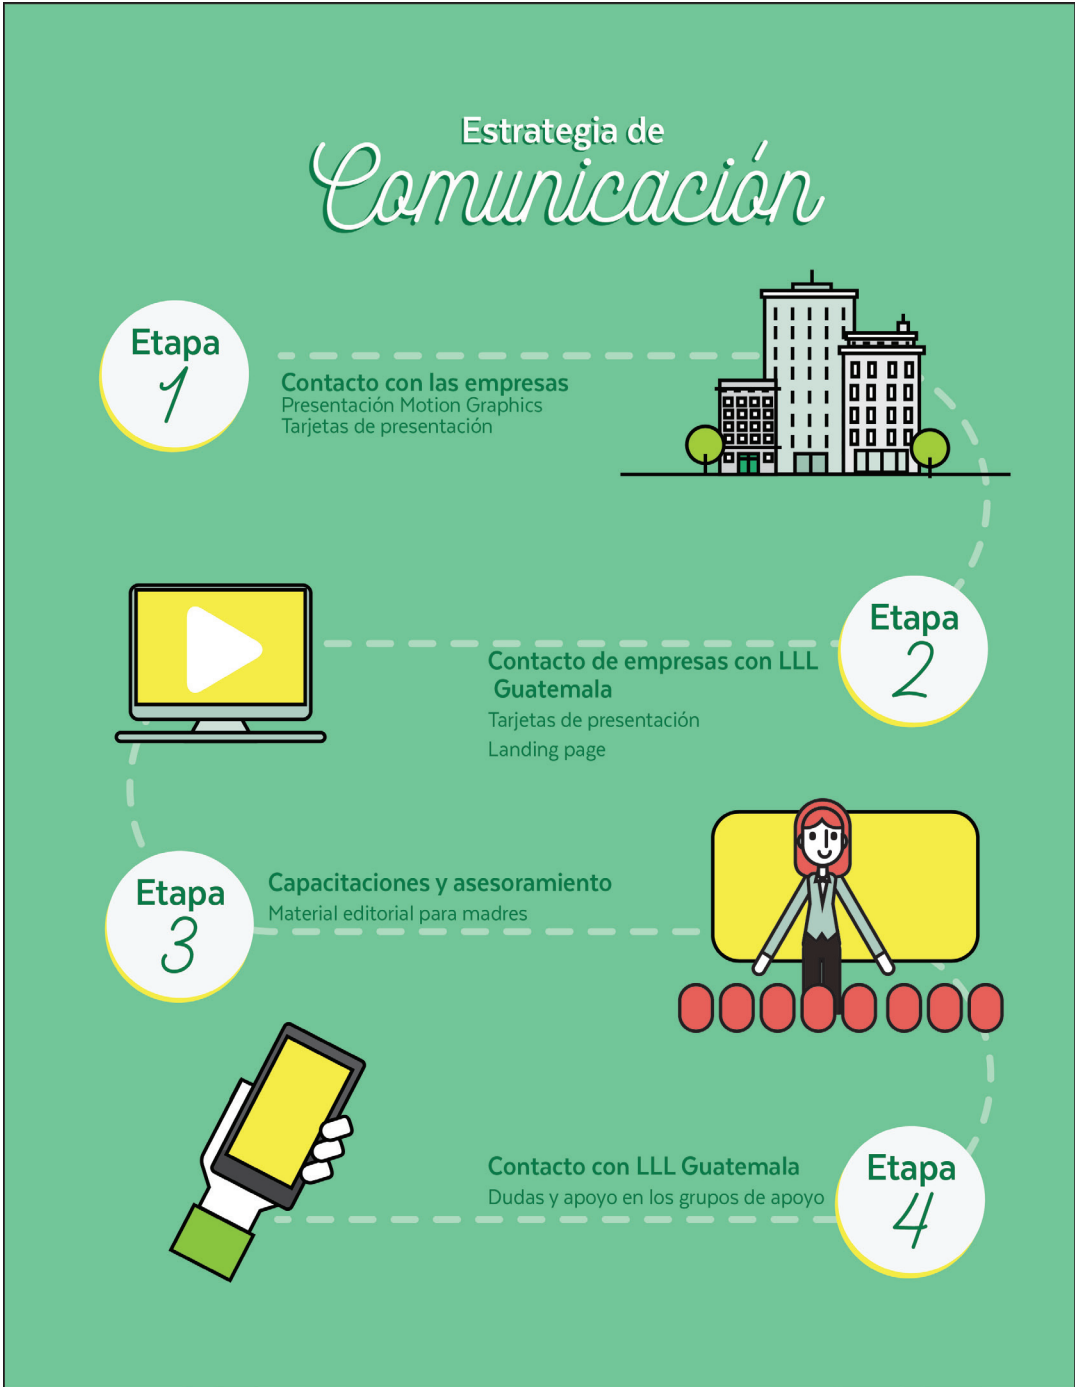 Estrategia de
Comunicación
Etapa
1
Contacto con las empresas
Presentación Motion Graphics
Tarjetas de presentación
Etapa
2
Contacto de empresas con LLL
Guatemala
Tarjetas de presentación
Landing page
Etapa
3
Capacitaciones y asesoramiento
Material editorial para madres
Contacto con LLL Guatemala
Dudas y apoyo en los grupos de apoyo
Etapa
4